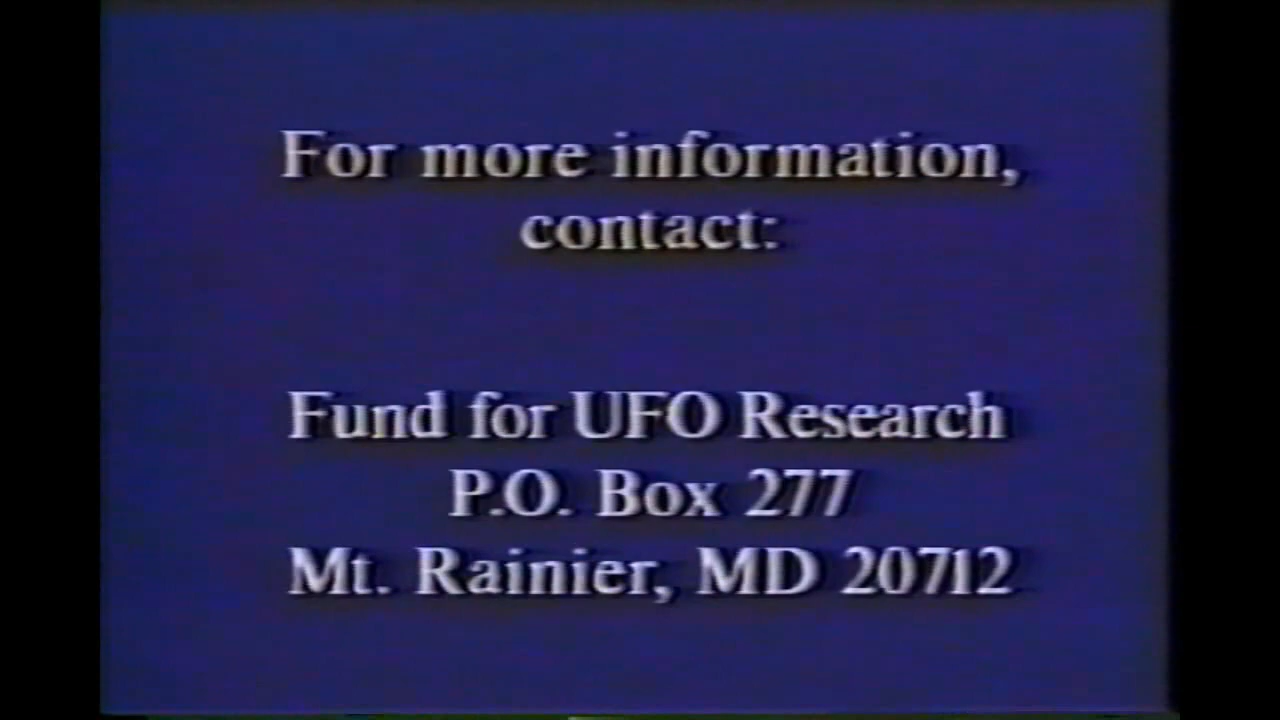 For more information,
contact:
Fund for UFO Research
P.O. Box 277
Mt. Rainier, MD 20712